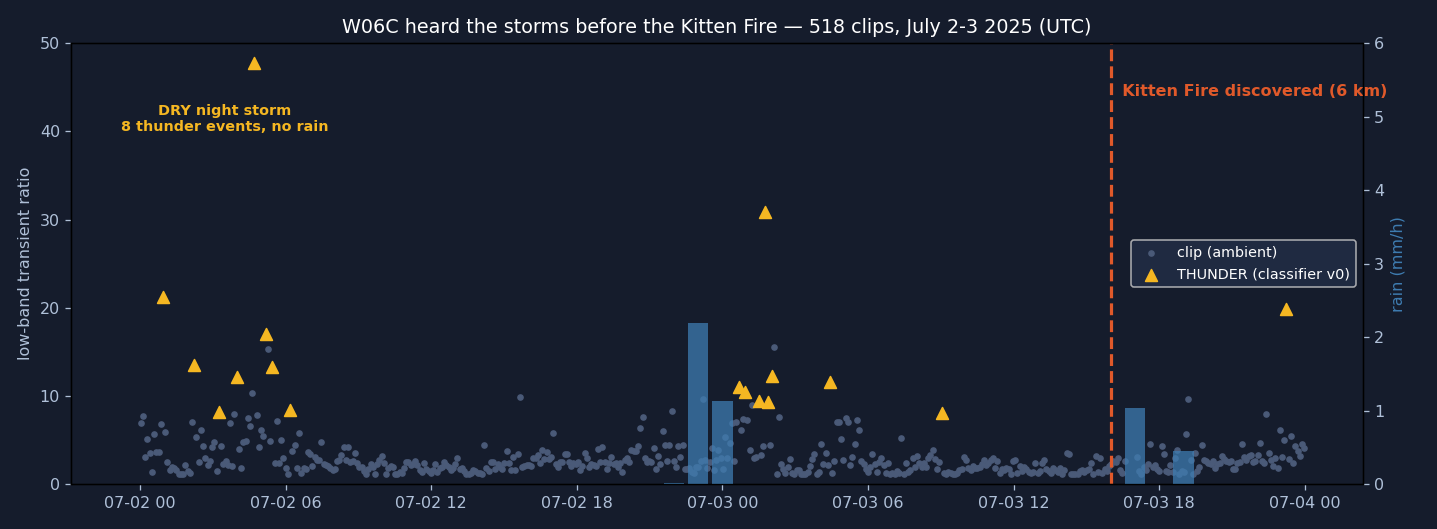 W06C heard the storms before the Kitten Fire — 518 clips, July 2-3 2025 (UTC)
50
40
30
20
10
0
low-band transient ratio
DRY night storm
8 thunder events, no rain
Kitten Fire discovered (6 km)
clip (ambient)
THUNDER (classifier v0)
6
5
4
3
2
1
0
rain (mm/h)
07-02 00
07-02 06
07-02 12
07-02 18
07-03 00
07-03 06
07-03 12
07-03 18
07-04 00